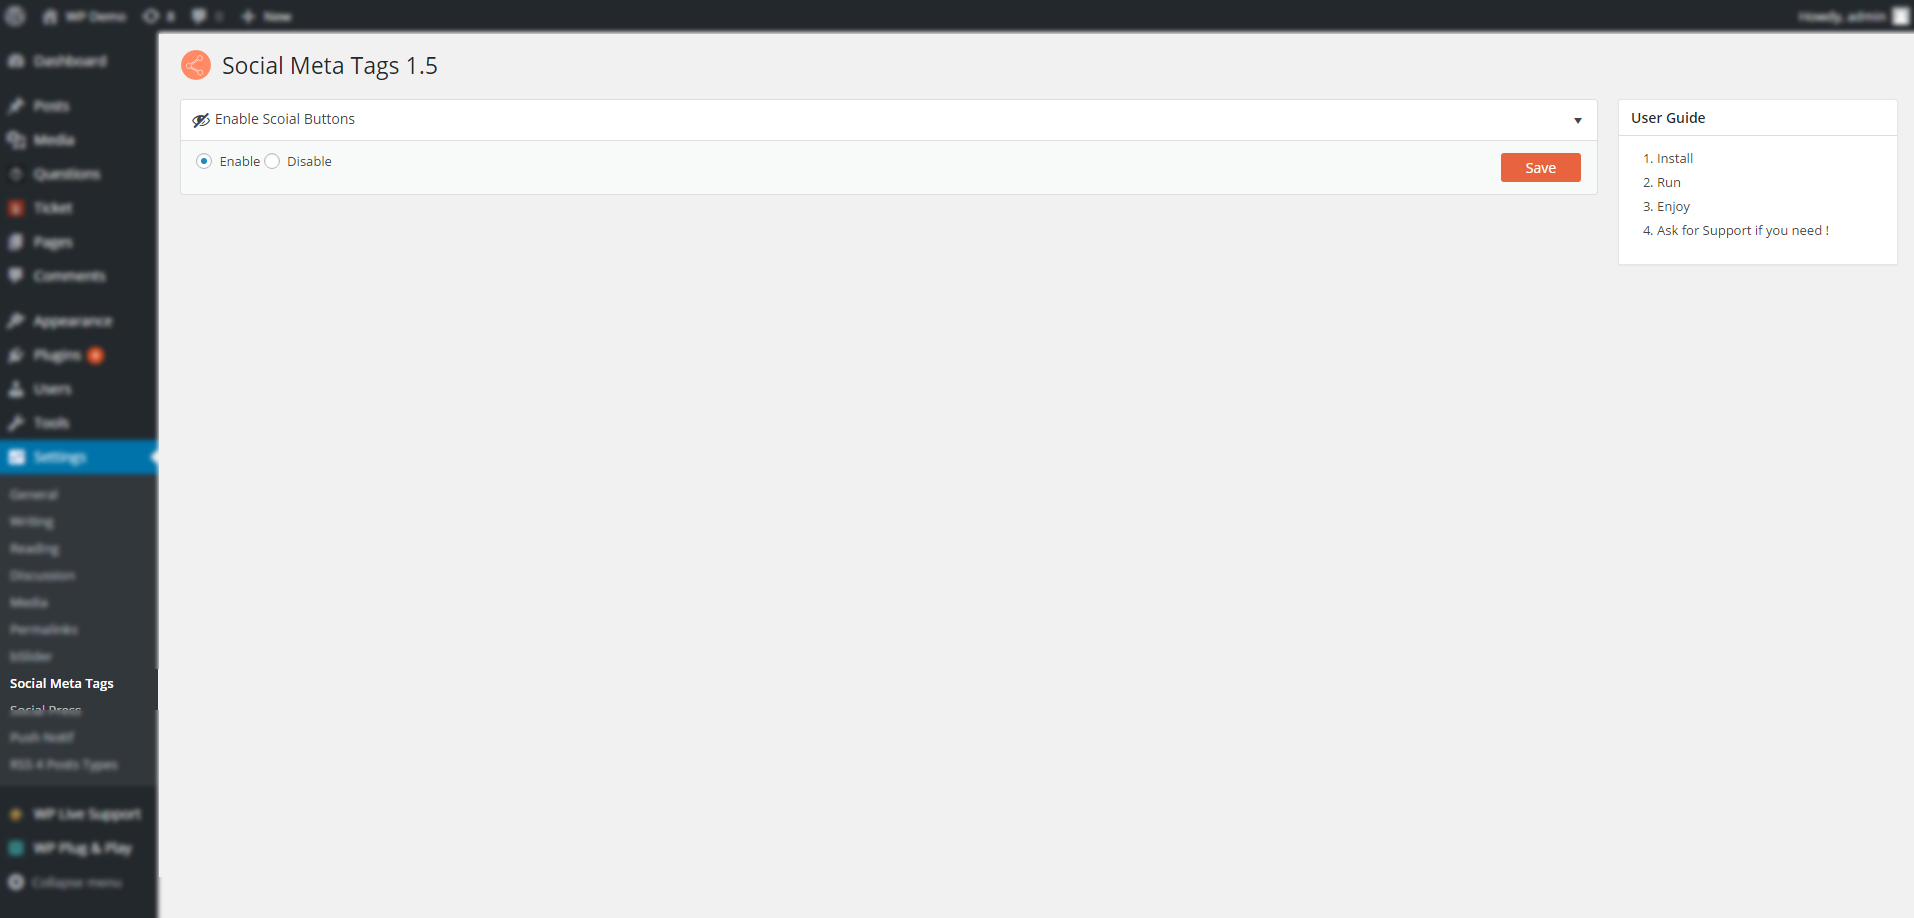 WP Demo
New
Howdy, admin
Dashboard
Posts
Media
Questions
Ticket
Pages
Comments
Appearance
Plugins
Users
Tools
Settings
General
Writing
Reading
Discussion
Media
Permalinks
bSlider
Social Meta Tags
Social Press
Push Notif
RSS 4 Posts Types
WP Live Support
WP Plug & Play
Collapse menu
Social Meta Tags 1.5
Enable Scoial Buttons
Enable Disable
Save
User Guide
1. Install
2. Run
3. Enjoy
4. Ask for Support if you need !